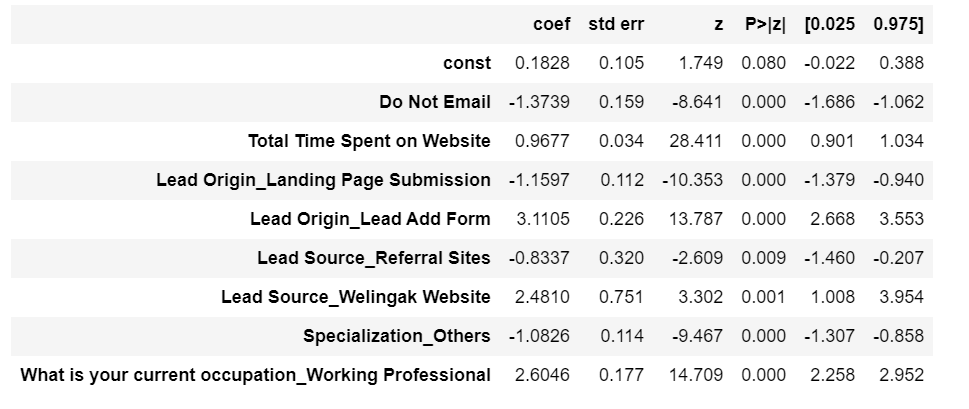 coef std err z P>|z| [0.025 0.975]
const 0.1828 0.105 1.749 0.080 -0.022 0.388
Do Not Email -1.3739 0.159 -8.641 0.000 -1.686 -1.062
Total Time Spent on Website 0.9677 0.034 28.411 0.000 0.901 1.034
Lead Origin_Landing Page Submission -1.1597 0.112 -10.353 0.000 -1.379 -0.940
Lead Origin_Lead Add Form 3.1105 0.226 13.787 0.000 2.668 3.553
Lead Source_Referral Sites -0.8337 0.320 -2.609 0.009 -1.460 -0.207
Lead Source_Welingak Website 2.4810 0.751 3.302 0.001 1.008 3.954
Specialization_Others -1.0826 0.114 -9.467 0.000 -1.307 -0.858
What is your current occupation_Working Professional 2.6046 0.177 14.709 0.000 2.258 2.952